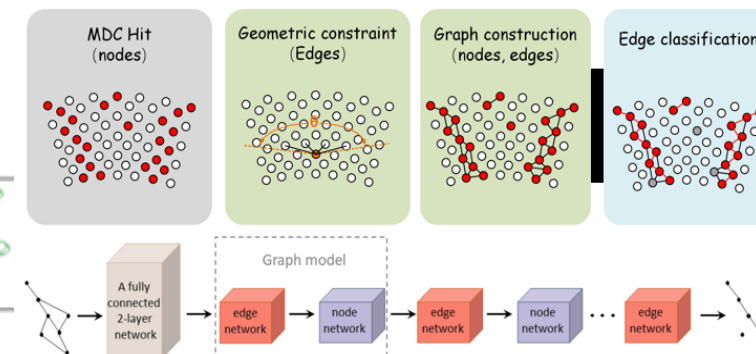 MDC Hit
(nodes)
Geometric constraint
(Edges)
Graph construction
(nodes, edges)
Edge classification
θ
Graph model
A fully
connected
2-layer
network
edge
network
node
network
edge
network
node
network
...
edge
network